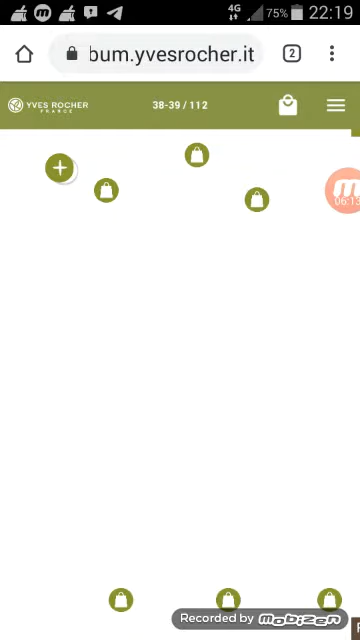 4G 75% 22:19
bum.yvesrocher.it 2
YVES ROCHER
FRANCE
38-39 / 112
06:13
Recorded by mobizen